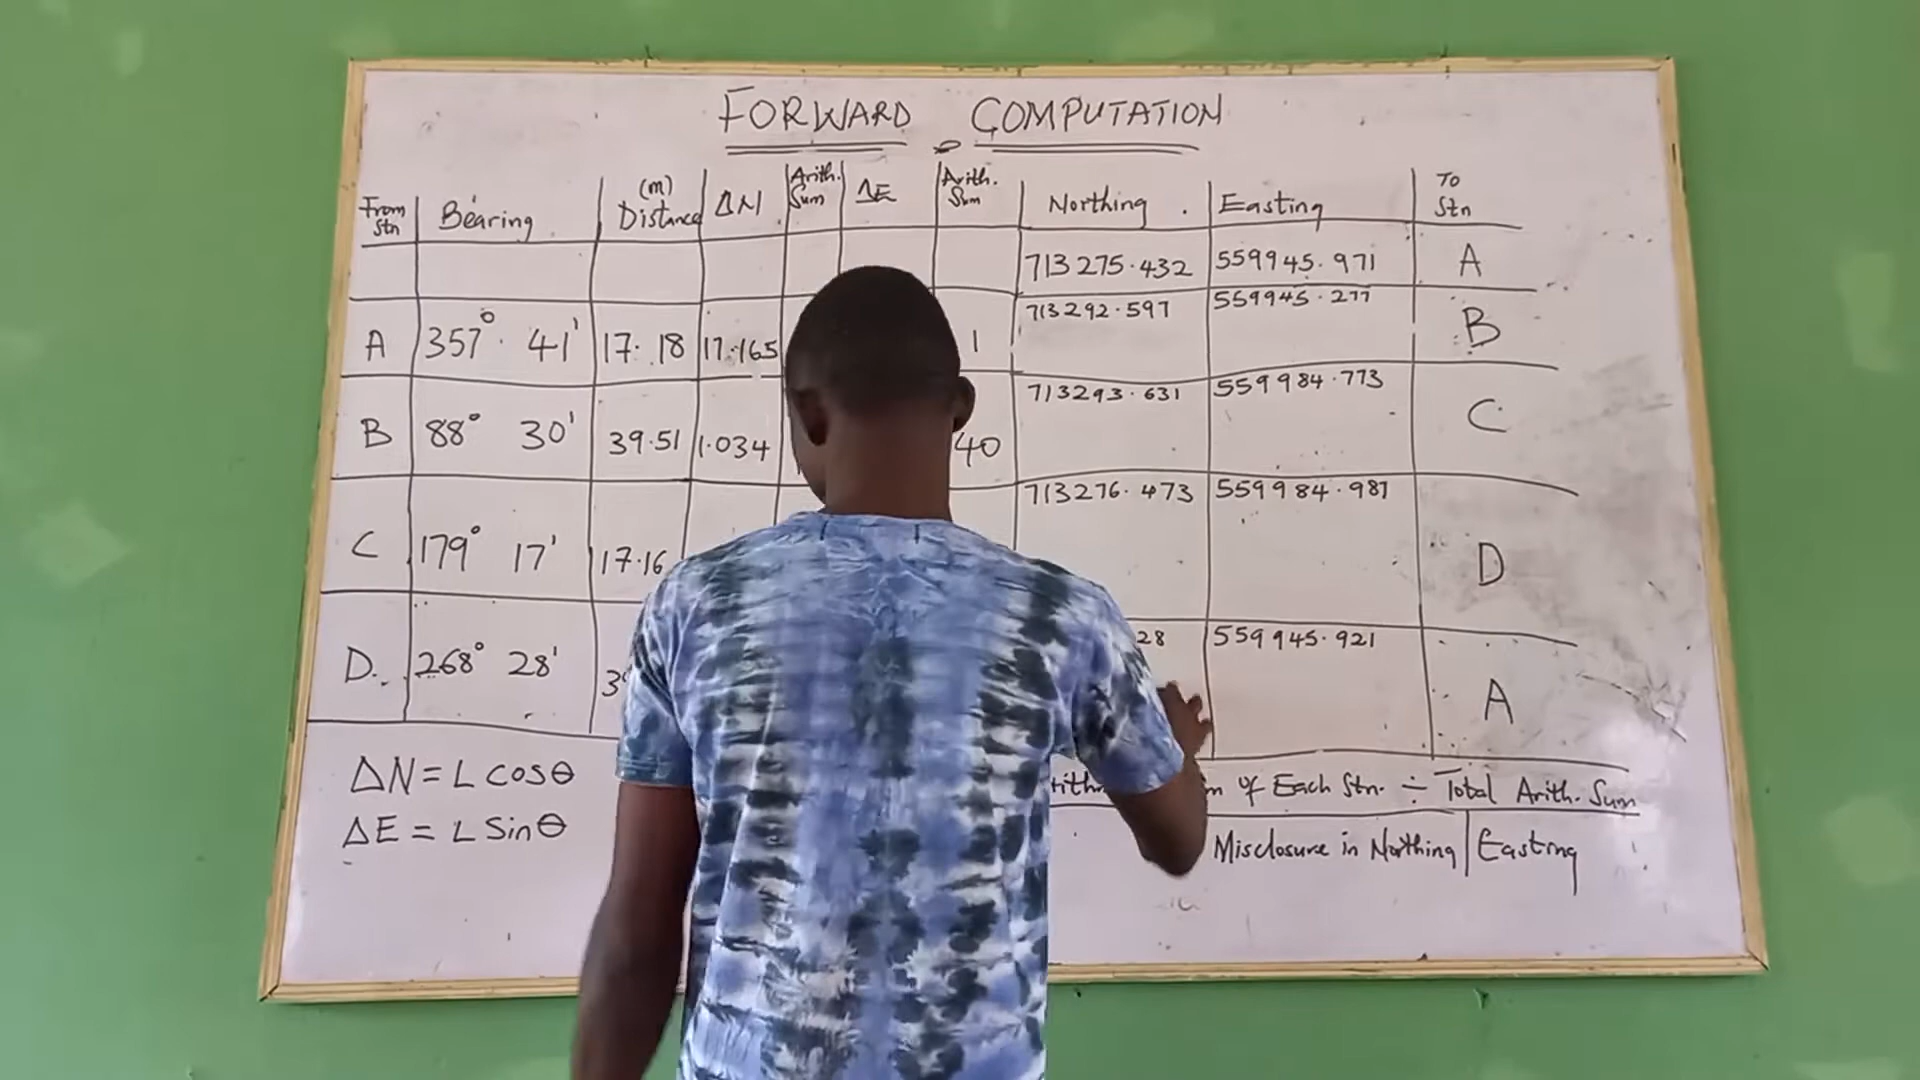 FORWARD COMPUTATION
From Stn Bearing (m) Distance ΔN Arith. Sum ΔE Arith. Sum Northing Easting To Stn
713275.432 559945.971 A
A 357° 41' 17.18 17.165 1 713292.597 559945.277 B
B 88° 30' 39.51 1.034 40 713293.631 559984.773 C
C 179° 17' 17.16 713276.473 559984.987 D
D. 268° 28' 28 559945.921 A
ΔN = L cosθ
ΔE = L Sinθ
of Each Stn. ÷ Total Arith. Sum
Misclosure in Northing | Easting